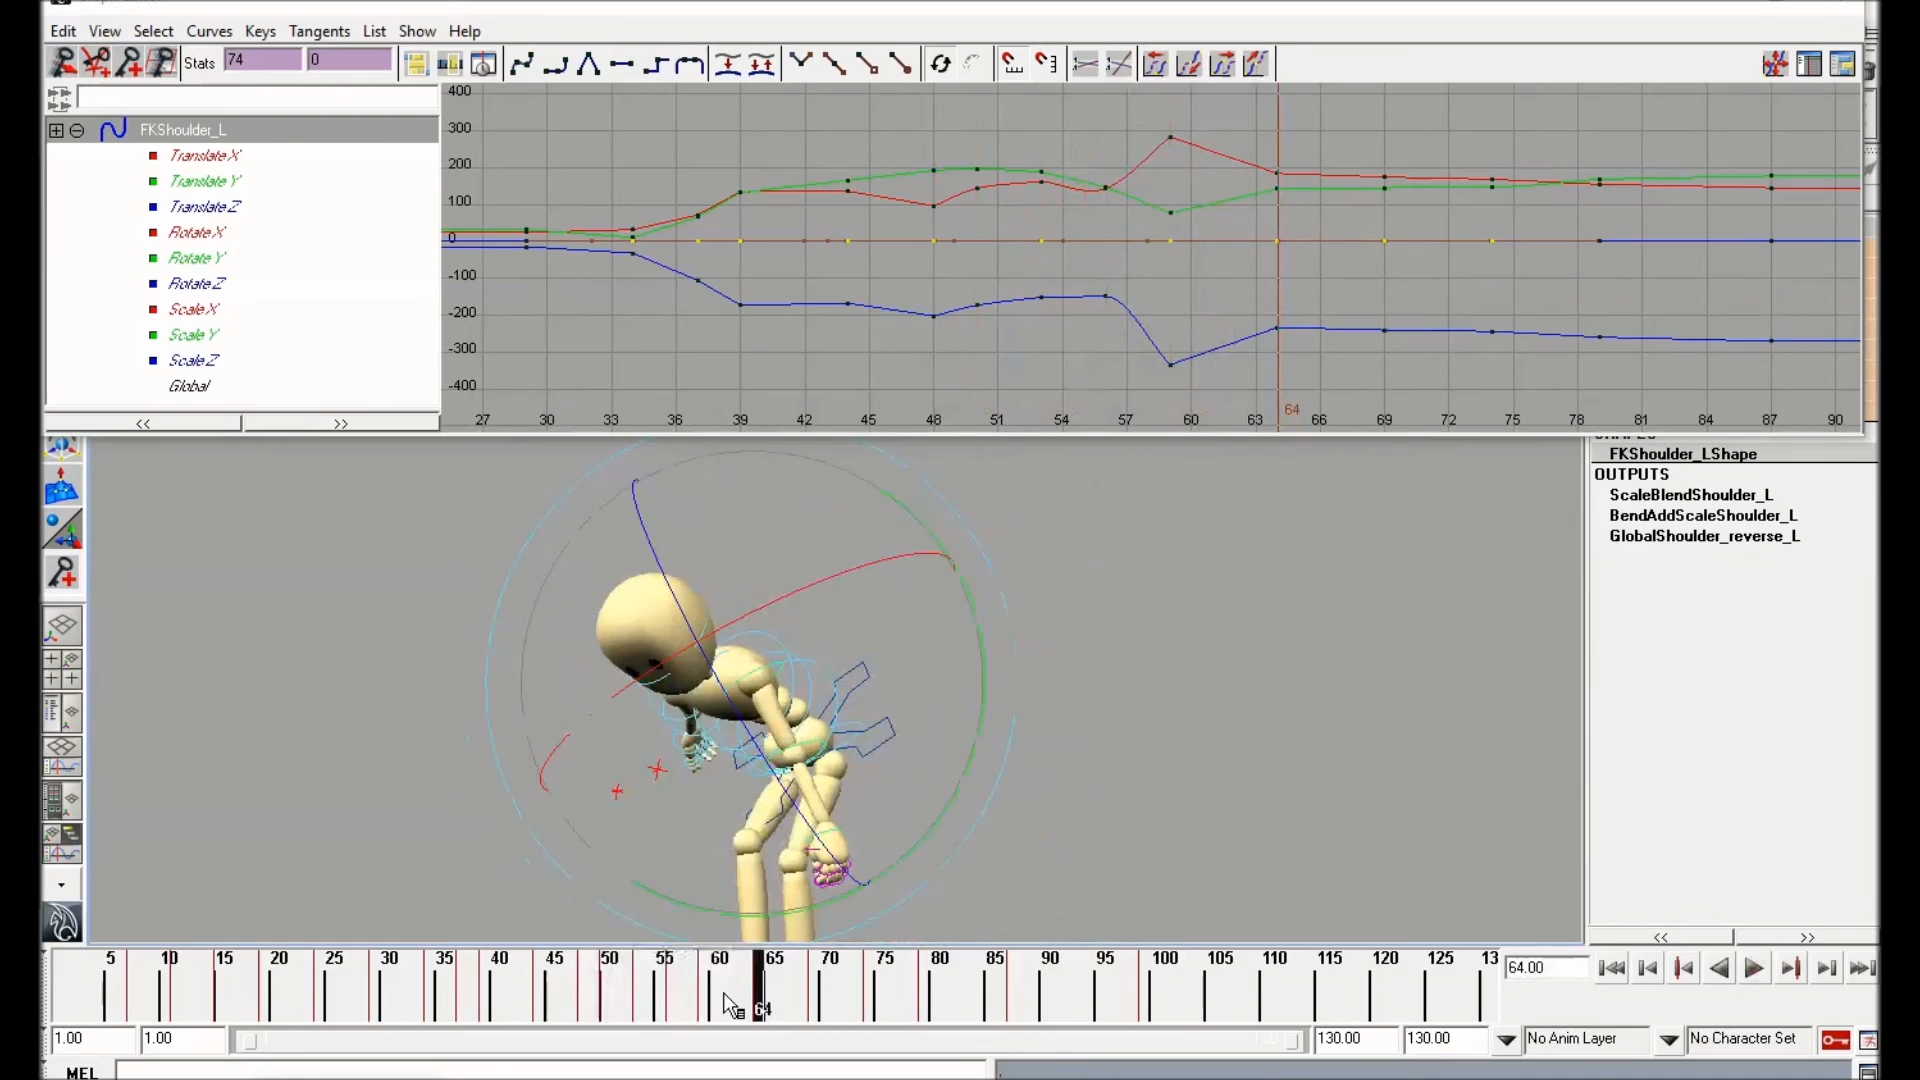 Edit View Select Curves Keys Tangents List Show Help
Stats 74 0
FKShoulder_L
Translate X
Translate Y
Translate Z
Rotate X
Rotate Y
Rotate Z
Scale X
Scale Y
Scale Z
Global
<< >>
400
300
200
100
0
-100
-200
-300
-400
27 30 33 36 39 42 45 48 51 54 57 60 63 64 66 69 72 75 78 81 84 87 90
FKShoulder_LShape
OUTPUTS
ScaleBlendShoulder_L
BendAddScaleShoulder_L
GlobalShoulder_reverse_L
<< >>
5 10 15 20 25 30 35 40 45 50 55 60 65 70 75 80 85 90 95 100 105 110 115 120 125 13
64
64.00
1.00 1.00 130.00 130.00 No Anim Layer No Character Set
MEL